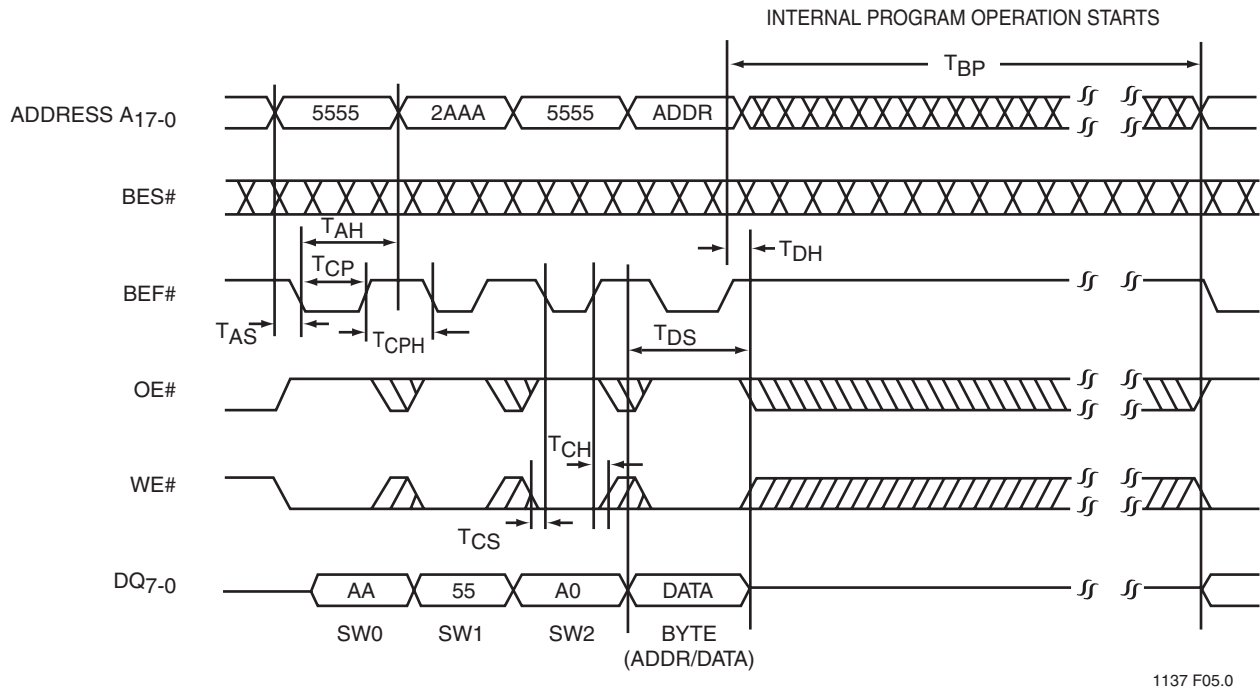 INTERNAL PROGRAM OPERATION STARTS
TBP
ADDRESS A17-0
5555
2AAA
5555
ADDR
BES#
TAH
TDH
TCP
BEF#
TAS
TCPH
TDS
OE#
TCH
WE#
TCS
DQ7-0
AA
55
A0
DATA
SW0
SW1
SW2
BYTE
(ADDR/DATA)
1137 F05.0